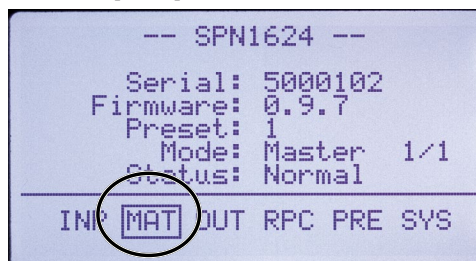 -- SPN1624 --
Serial: 5000102
Firmware: 0.9.7
Preset: 1
Mode: Master 1/1
Status: Normal
INP MAT OUT RPC PRE SYS